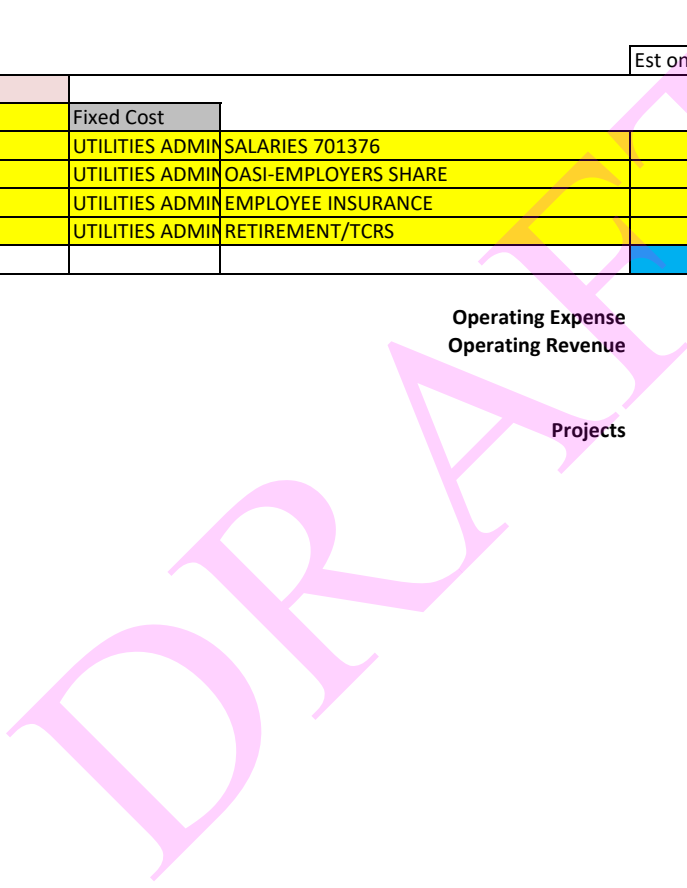 Est on
Fixed Cost
UTILITIES ADMIN SALARIES 701376
UTILITIES ADMIN OASI-EMPLOYERS SHARE
UTILITIES ADMIN EMPLOYEE INSURANCE
UTILITIES ADMIN RETIREMENT/TCRS
Operating Expense
Operating Revenue
Projects
DRAFT